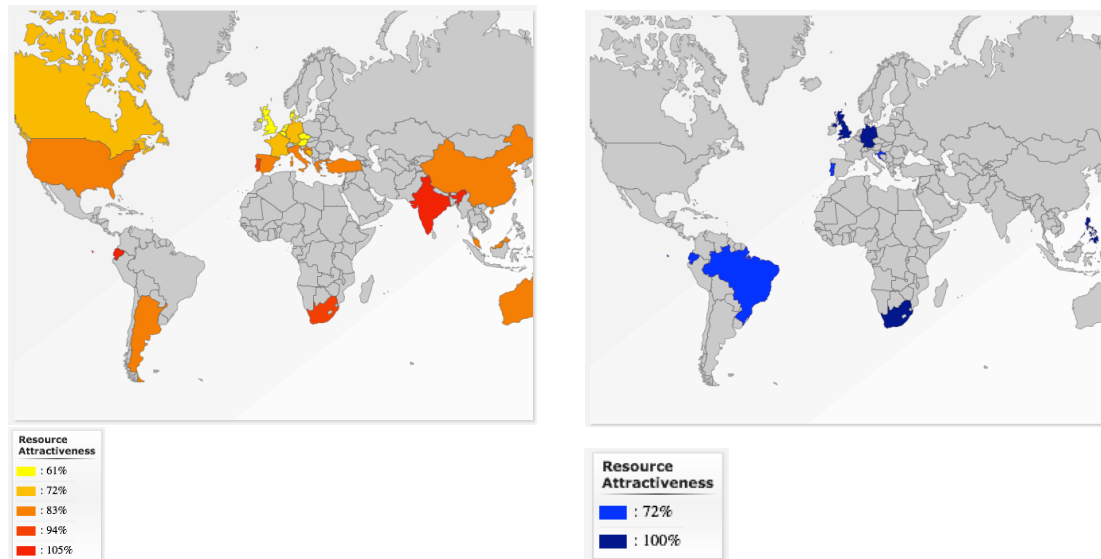 Resource
Attractiveness
: 61%
: 72%
: 83%
: 94%
: 105%
Resource
Attractiveness
: 72%
: 100%